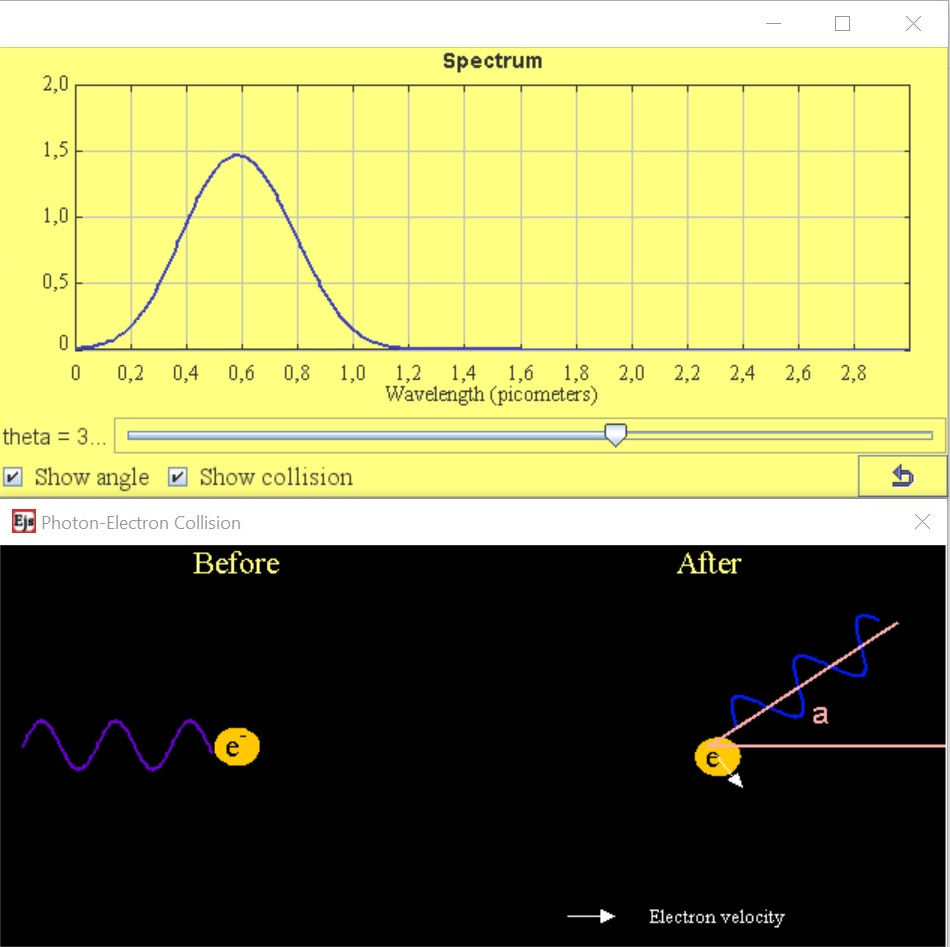 Spectrum
2,0
1,5
1,0
0,5
0
0 0,2 0,4 0,6 0,8 1,0 1,2 1,4 1,6 1,8 2,0 2,2 2,4 2,6 2,8
Wavelength (picometers)
theta = 3...
Show angle Show collision
Ejs Photon-Electron Collision
Before After
a
e-
e
Electron velocity